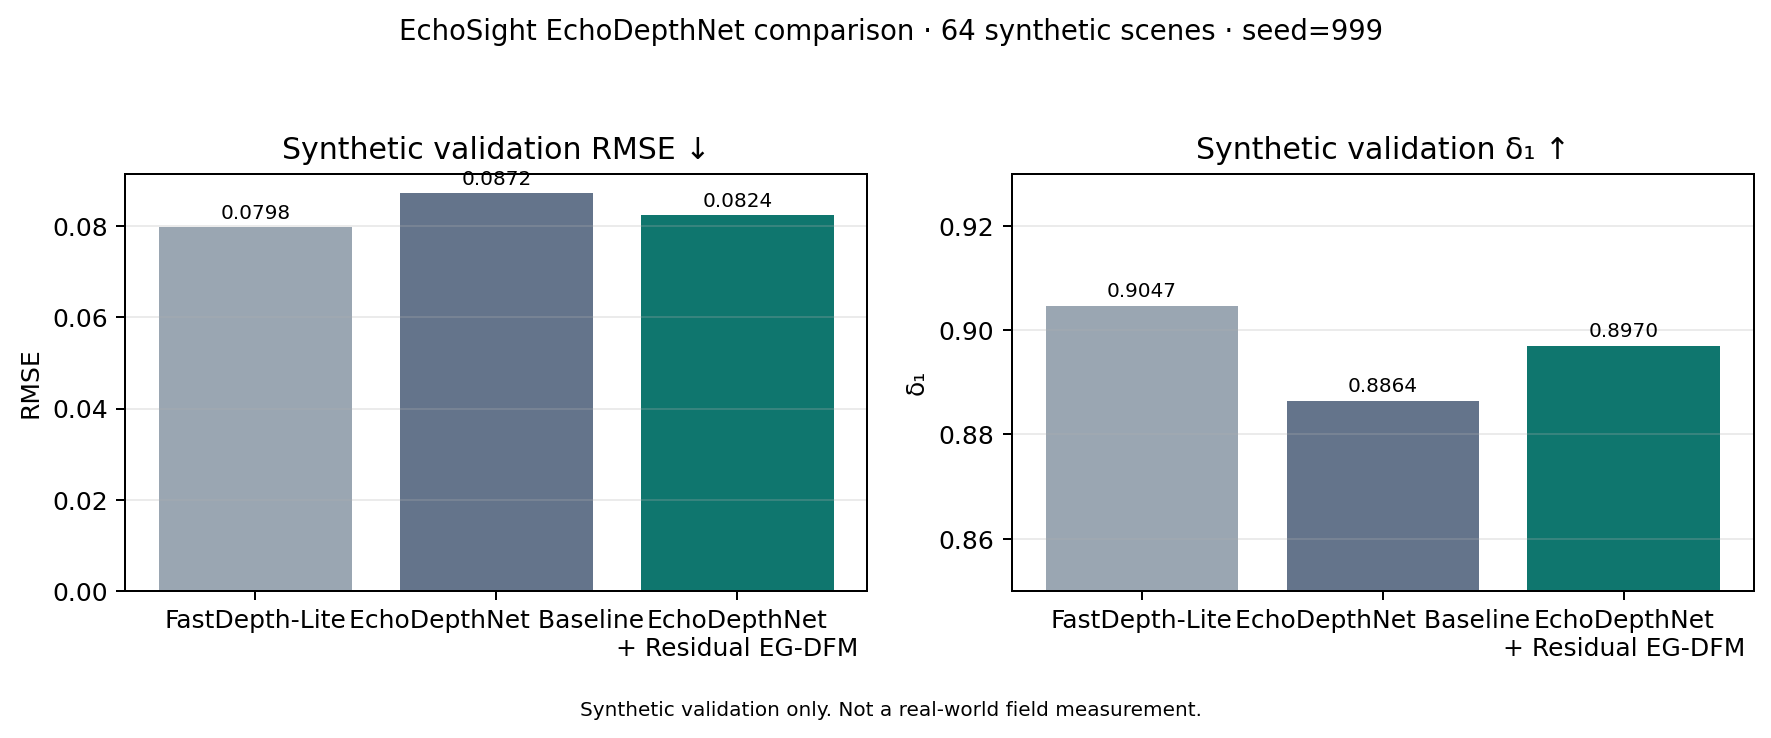 EchoSight EchoDepthNet comparison · 64 synthetic scenes · seed=999
Synthetic validation RMSE ↓
0.0798
0.0872
0.0824
RMSE
0.08
0.06
0.04
0.02
0.00
FastDepth-Lite
EchoDepthNet Baseline
EchoDepthNet
+ Residual EG-DFM
Synthetic validation δ₁ ↑
0.9047
0.8864
0.8970
δ₁
0.92
0.90
0.88
0.86
FastDepth-Lite
EchoDepthNet Baseline
EchoDepthNet
+ Residual EG-DFM
Synthetic validation only. Not a real-world field measurement.